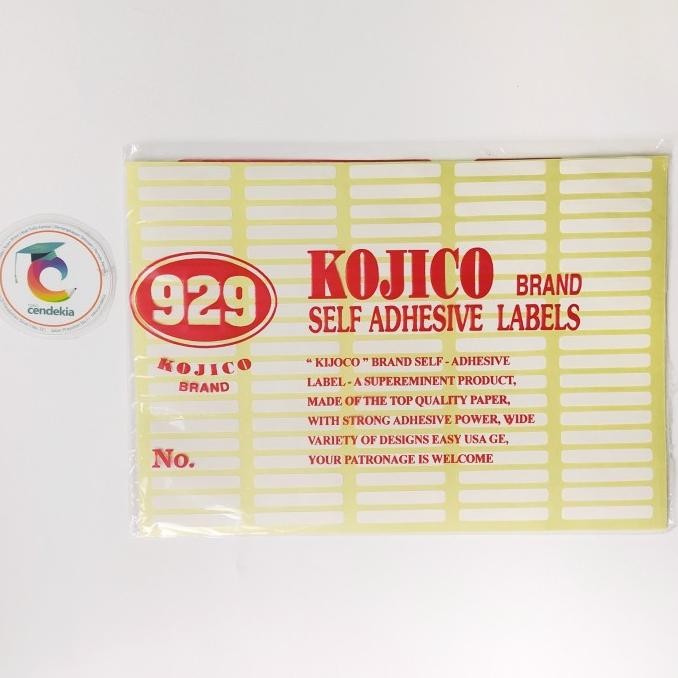 cendekia
929
KOJICO
BRAND
No.
KOJICO BRAND
SELF ADHESIVE LABELS
“ KIJOCO ” BRAND SELF - ADHESIVE
LABEL - A SUPEREMINENT PRODUCT,
MADE OF THE TOP QUALITY PAPER,
WITH STRONG ADHESIVE POWER, WIDE
VARIETY OF DESIGNS EASY USA GE,
YOUR PATRONAGE IS WELCOME